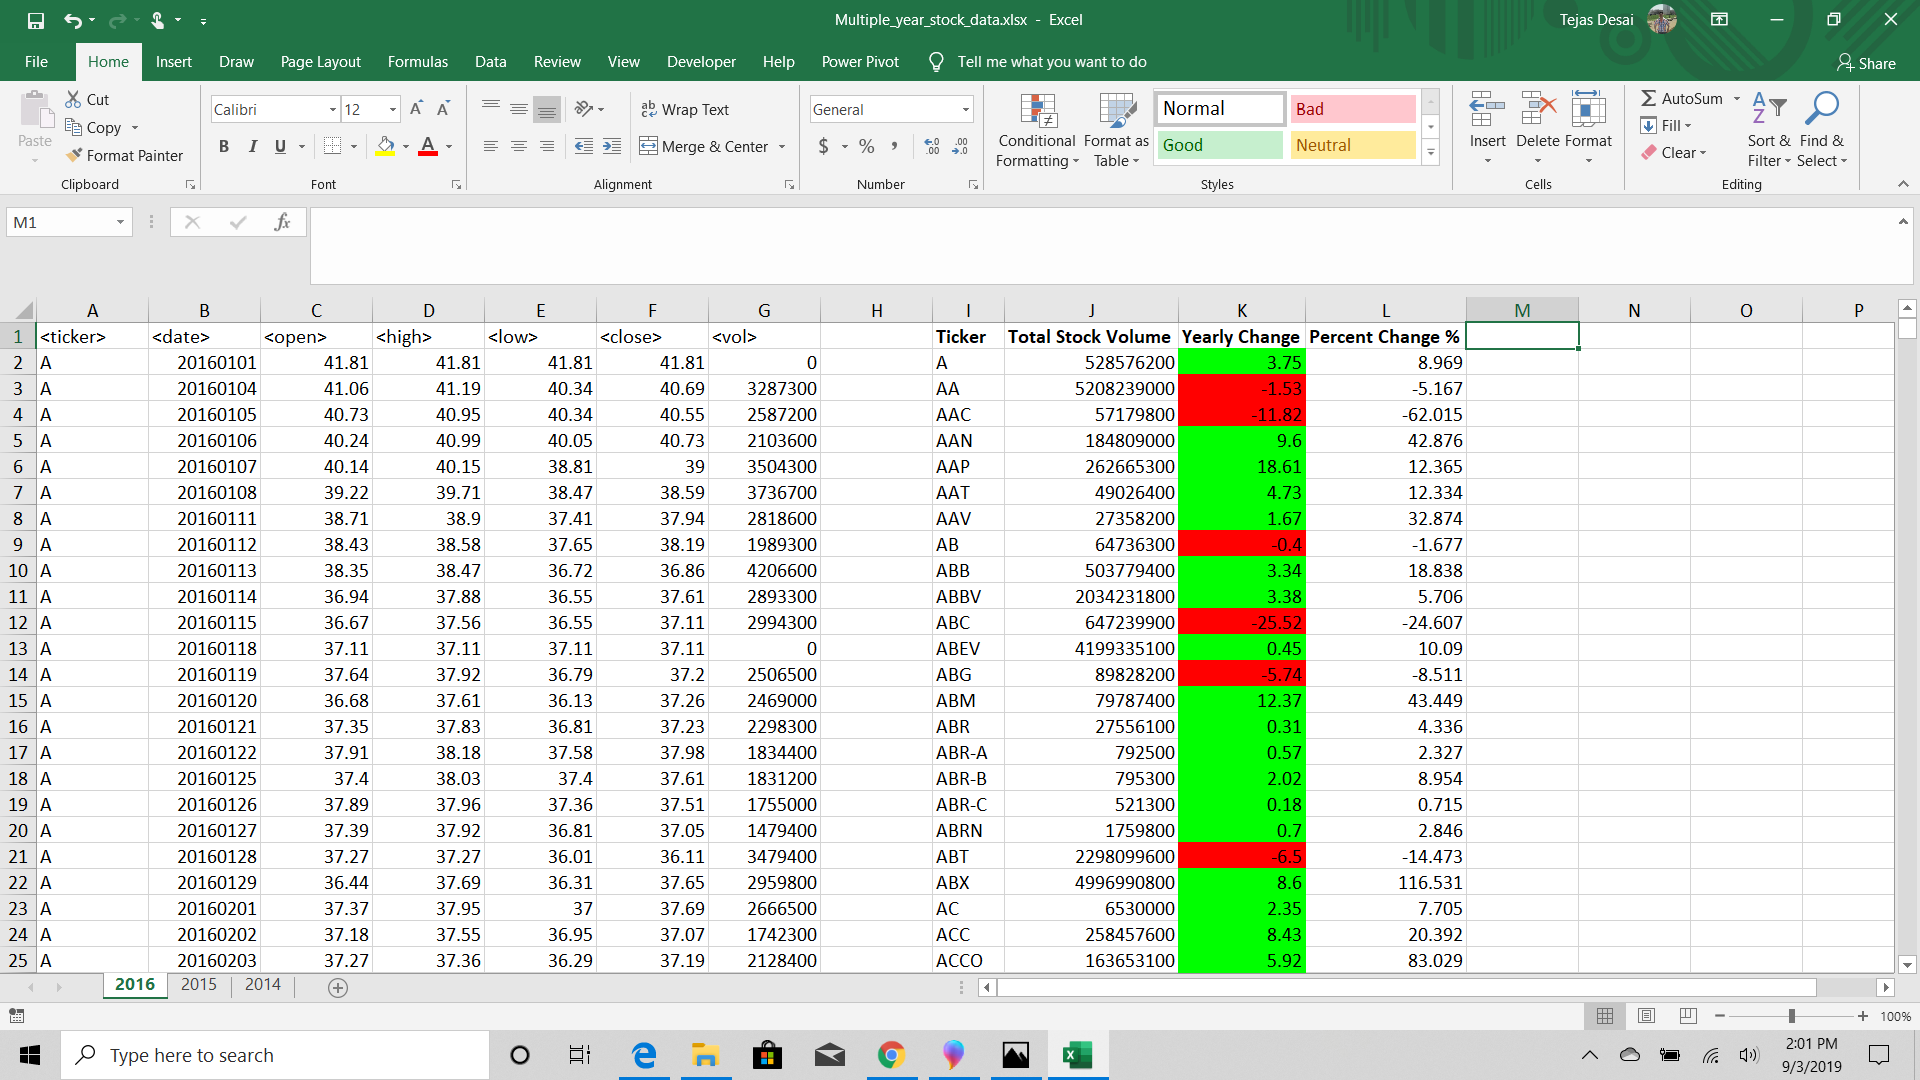 Multiple_year_stock_data.xlsx - Excel
Tejas Desai
File Home Insert Draw Page Layout Formulas Data Review View Developer Help Power Pivot Tell me what you want to do Share
Paste Cut Copy Format Painter Clipboard
Calibri 12 B I U A Font
ab Wrap Text Merge & Center Alignment
General $ % , Number
Conditional Formatting Format as Table Normal Bad Good Neutral Styles
Insert Delete Format Cells
AutoSum Fill Clear Sort & Filter Find & Select Editing
M1 fx
A B C D E F G H I J K L M N O P
1 <ticker> <date> <open> <high> <low> <close> <vol> Ticker Total Stock Volume Yearly Change Percent Change %
2 A 20160101 41.81 41.81 41.81 41.81 0 A 528576200 3.75 8.969
3 A 20160104 41.06 41.19 40.34 40.69 3287300 AA 5208239000 -1.53 -5.167
4 A 20160105 40.73 40.95 40.34 40.55 2587200 AAC 57179800 -11.82 -62.015
5 A 20160106 40.24 40.99 40.05 40.73 2103600 AAN 184809000 9.6 42.876
6 A 20160107 40.14 40.15 38.81 39 3504300 AAP 262665300 18.61 12.365
7 A 20160108 39.22 39.71 38.47 38.59 3736700 AAT 49026400 4.73 12.334
8 A 20160111 38.71 38.9 37.41 37.94 2818600 AAV 27358200 1.67 32.874
9 A 20160112 38.43 38.58 37.65 38.19 1989300 AB 64736300 -0.4 -1.677
10 A 20160113 38.35 38.47 36.72 36.86 4206600 ABB 503779400 3.34 18.838
11 A 20160114 36.94 37.88 36.55 37.61 2893300 ABBV 2034231800 3.38 5.706
12 A 20160115 36.67 37.56 36.55 37.11 2994300 ABC 647239900 -25.52 -24.607
13 A 20160118 37.11 37.11 37.11 37.11 0 ABEV 4199335100 0.45 10.09
14 A 20160119 37.64 37.92 36.79 37.2 2506500 ABG 89828200 -5.74 -8.511
15 A 20160120 36.68 37.61 36.13 37.26 2469000 ABM 79787400 12.37 43.449
16 A 20160121 37.35 37.83 36.81 37.23 2298300 ABR 27556100 0.31 4.336
17 A 20160122 37.91 38.18 37.58 37.98 1834400 ABR-A 792500 0.57 2.327
18 A 20160125 37.4 38.03 37.4 37.61 1831200 ABR-B 795300 2.02 8.954
19 A 20160126 37.89 37.96 37.36 37.51 1755000 ABR-C 521300 0.18 0.715
20 A 20160127 37.39 37.92 36.81 37.05 1479400 ABRN 1759800 0.7 2.846
21 A 20160128 37.27 37.27 36.01 36.11 3479400 ABT 2298099600 -6.5 -14.473
22 A 20160129 36.44 37.69 36.31 37.65 2959800 ABX 4996990800 8.6 116.531
23 A 20160201 37.37 37.95 37 37.69 2666500 AC 6530000 2.35 7.705
24 A 20160202 37.18 37.55 36.95 37.07 1742300 ACC 258457600 8.43 20.392
25 A 20160203 37.27 37.36 36.29 37.19 2128400 ACCO 163653100 5.92 83.029
2016 2015 2014
100%
Type here to search
2:01 PM
9/3/2019